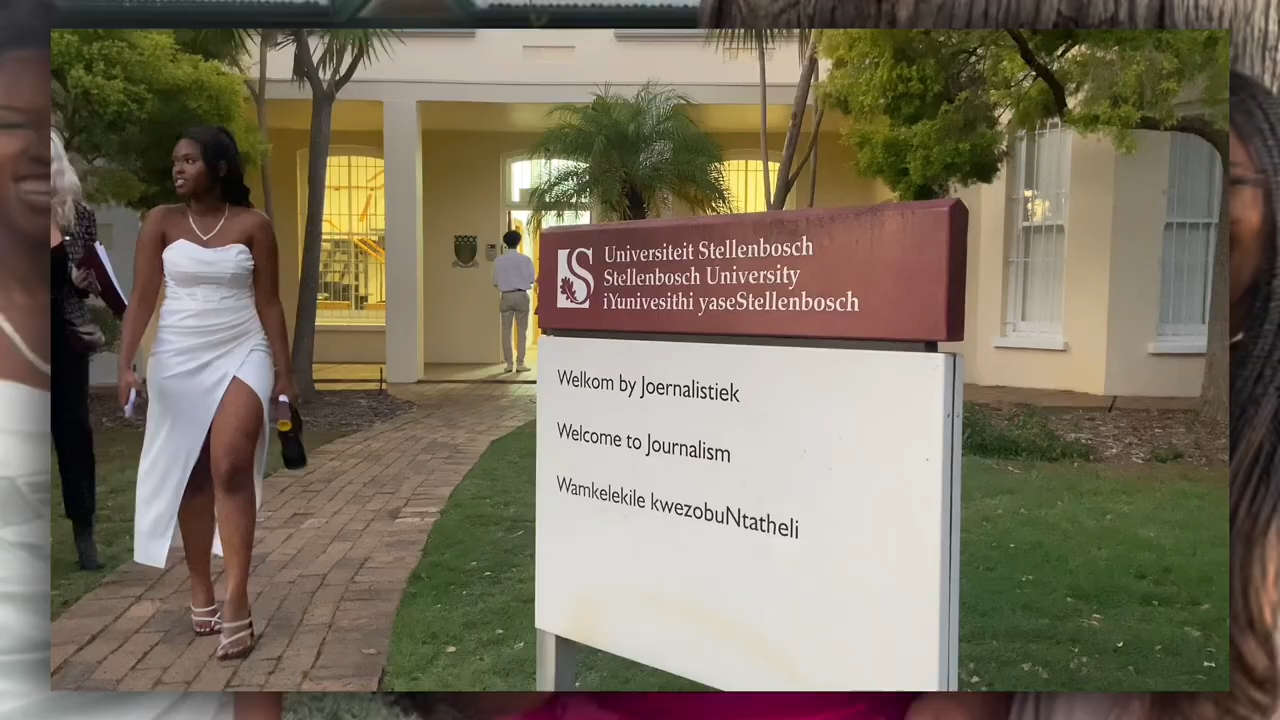 Universiteit Stellenbosch
Stellenbosch University
iYunivesithi yaseStellenbosch
Welkom by Joernalistiek
Welcome to Journalism
Wamkelekile kwezobuNtatheli